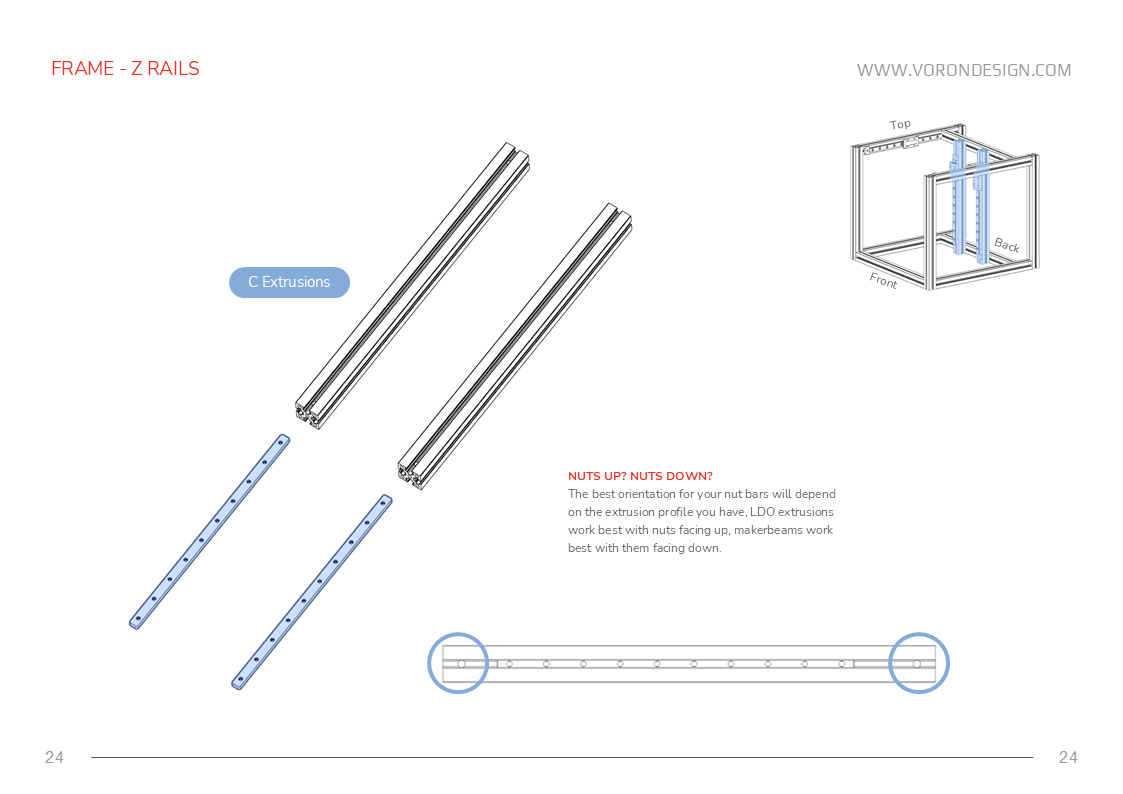 FRAME - Z RAILS
WWW.VORONDESIGN.COM
Top
Back
Front
C Extrusions
NUTS UP? NUTS DOWN?
The best orientation for your nut bars will depend
on the extrusion profile you have, LDO extrusions
work best with nuts facing up, makerbeams work
best with them facing down.
24
24